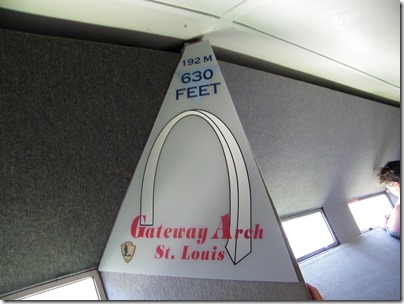 192 M
630
FEET
Gateway Arch
St. Louis